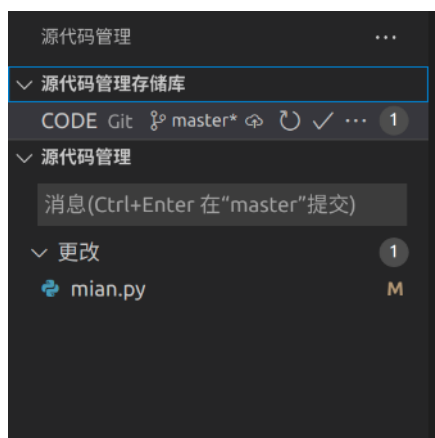 源代码管理 ···
源代码管理存储库
CODE Git master* ··· 1
源代码管理
消息(Ctrl+Enter 在“master”提交)
更改 1
mian.py M